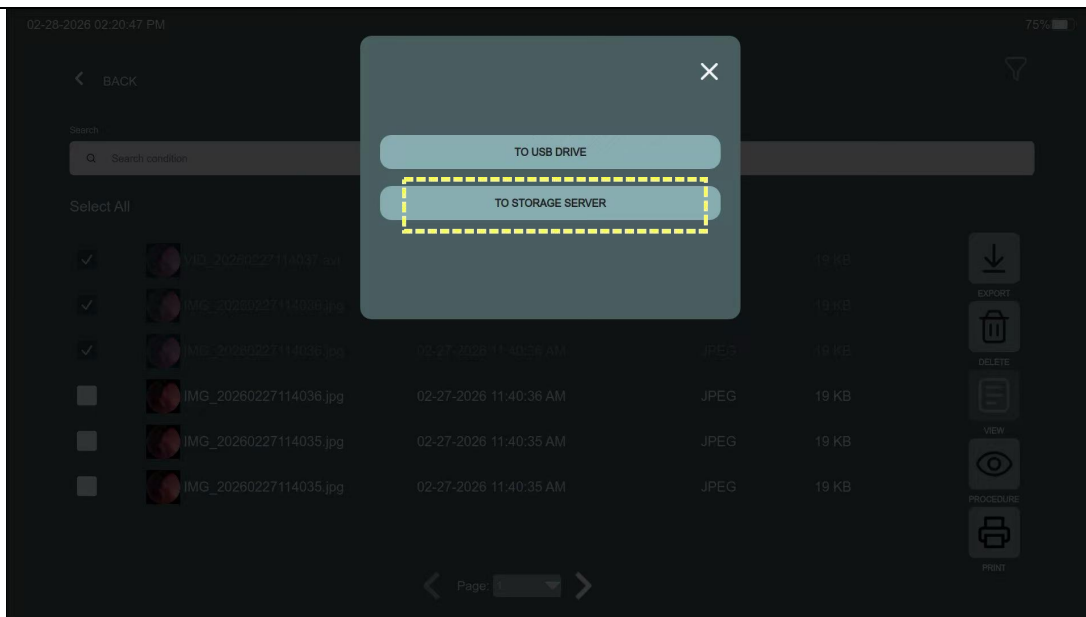 02-28-2026 02:20:47 PM 75%
BACK
Search
Search condition
TO USB DRIVE
TO STORAGE SERVER
Select All
19 KB
IMG_20260227114036.jpg 19 KB
IMG_20260227114036.jpg 02-27-2026 11:40:36 AM JPEG 19 KB
IMG_20260227114036.jpg 02-27-2026 11:40:36 AM JPEG 19 KB
IMG_20260227114035.jpg 02-27-2026 11:40:35 AM JPEG 19 KB
IMG_20260227114035.jpg 02-27-2026 11:40:35 AM JPEG 19 KB
EXPORT
DELETE
VIEW
PROCEDURE
PRINT
Page: